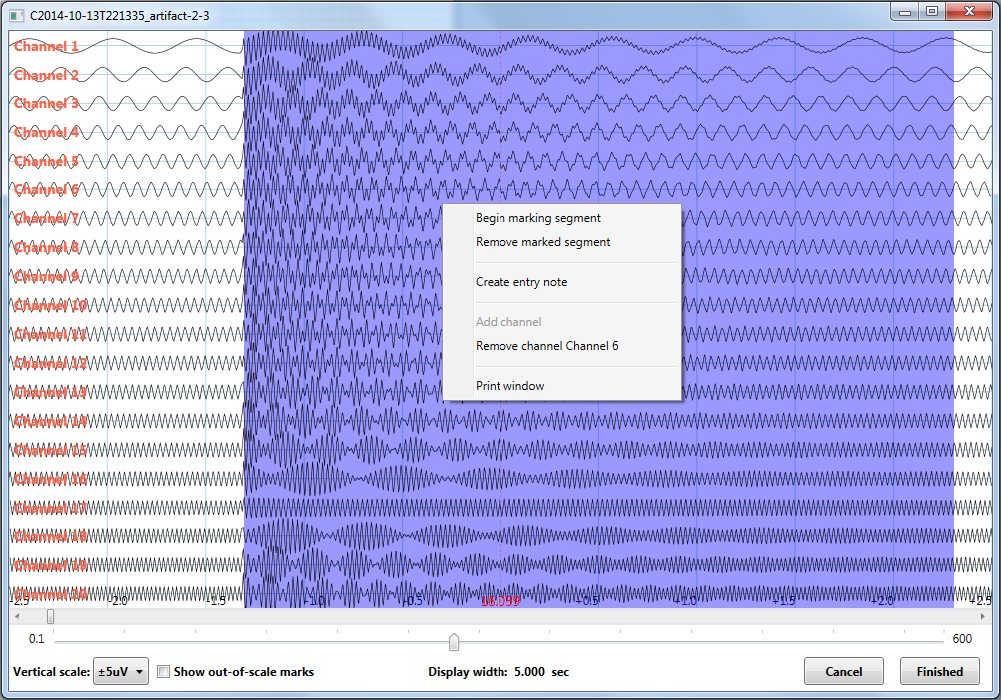 C2014-10-13T221335_artifact-2-3
Channel 1
Channel 2
Channel 3
Channel 4
Channel 5
Channel 6
Channel 7
Channel 8
Channel 9
Channel 10
Channel 11
Channel 12
Channel 13
Channel 14
Channel 15
Channel 16
Channel 17
Channel 18
Channel 19
Channel 20
Begin marking segment
Remove marked segment
Create entry note
Add channel
Remove channel Channel 6
Print window
-2.5 -2.0 -1.5 -1.0 -0.5 16.059 +0.5 +1.0 +1.5 +2.0 +2.5
0.1 600
Vertical scale: ±5uV Show out-of-scale marks Display width: 5.000 sec Cancel Finished